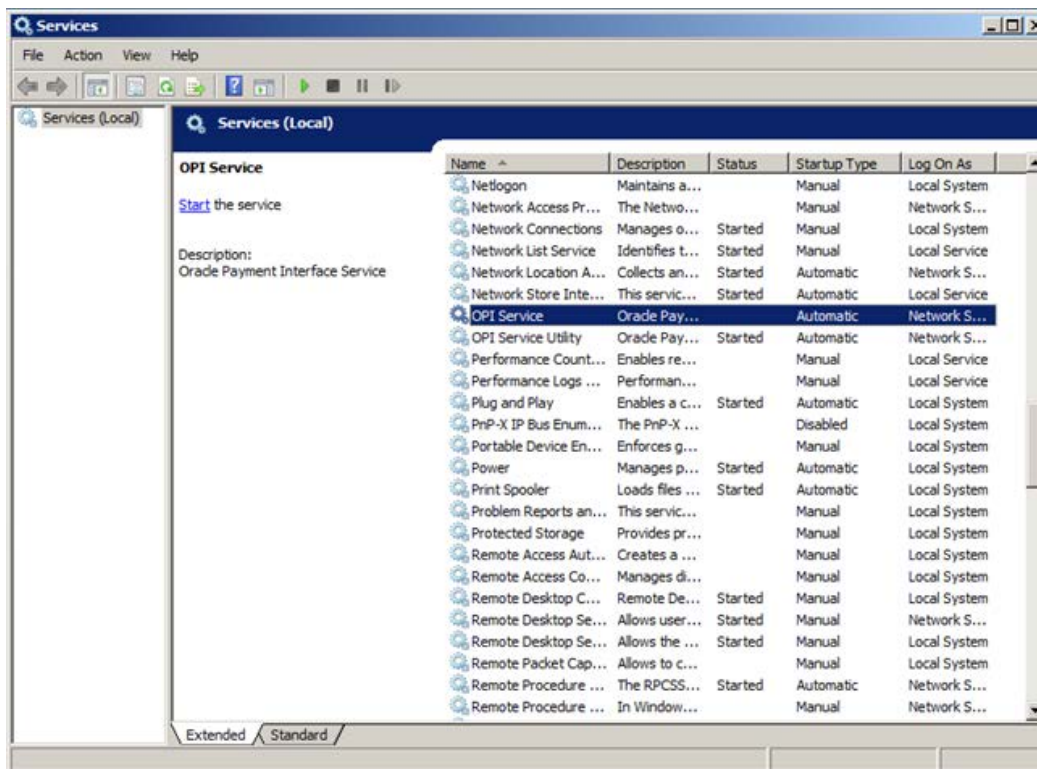 Services
File Action View Help
Services (Local)
Services (Local)
OPI Service
Start the service
Description:
Oracle Payment Interface Service
Name Description Status Startup Type Log On As
Netlogon Maintains a... Manual Local System
Network Access Pr... The Netwo... Manual Network S...
Network Connections Manages o... Started Manual Local System
Network List Service Identifies t... Started Manual Local Service
Network Location A... Collects an... Started Automatic Network S...
Network Store Inte... This servic... Started Automatic Local Service
OPI Service Oracle Pay... Automatic Network S...
OPI Service Utility Oracle Pay... Started Automatic Network S...
Performance Count... Enables re... Manual Local Service
Performance Logs ... Performan... Manual Local Service
Plug and Play Enables a c... Started Automatic Local System
PnP-X IP Bus Enum... The PnP-X ... Disabled Local System
Portable Device En... Enforces g... Manual Local System
Power Manages p... Started Automatic Local System
Print Spooler Loads files ... Started Automatic Local System
Problem Reports an... This servic... Manual Local System
Protected Storage Provides pr... Manual Local System
Remote Access Aut... Creates a ... Manual Local System
Remote Access Co... Manages di... Manual Local System
Remote Desktop C... Remote De... Started Manual Local System
Remote Desktop Se... Allows user... Started Manual Network S...
Remote Desktop Se... Allows the ... Started Manual Local System
Remote Packet Cap... Allows to c... Manual Local System
Remote Procedure ... The RPCSS... Started Automatic Network S...
Remote Procedure ... In Window... Manual Network S...
Extended Standard